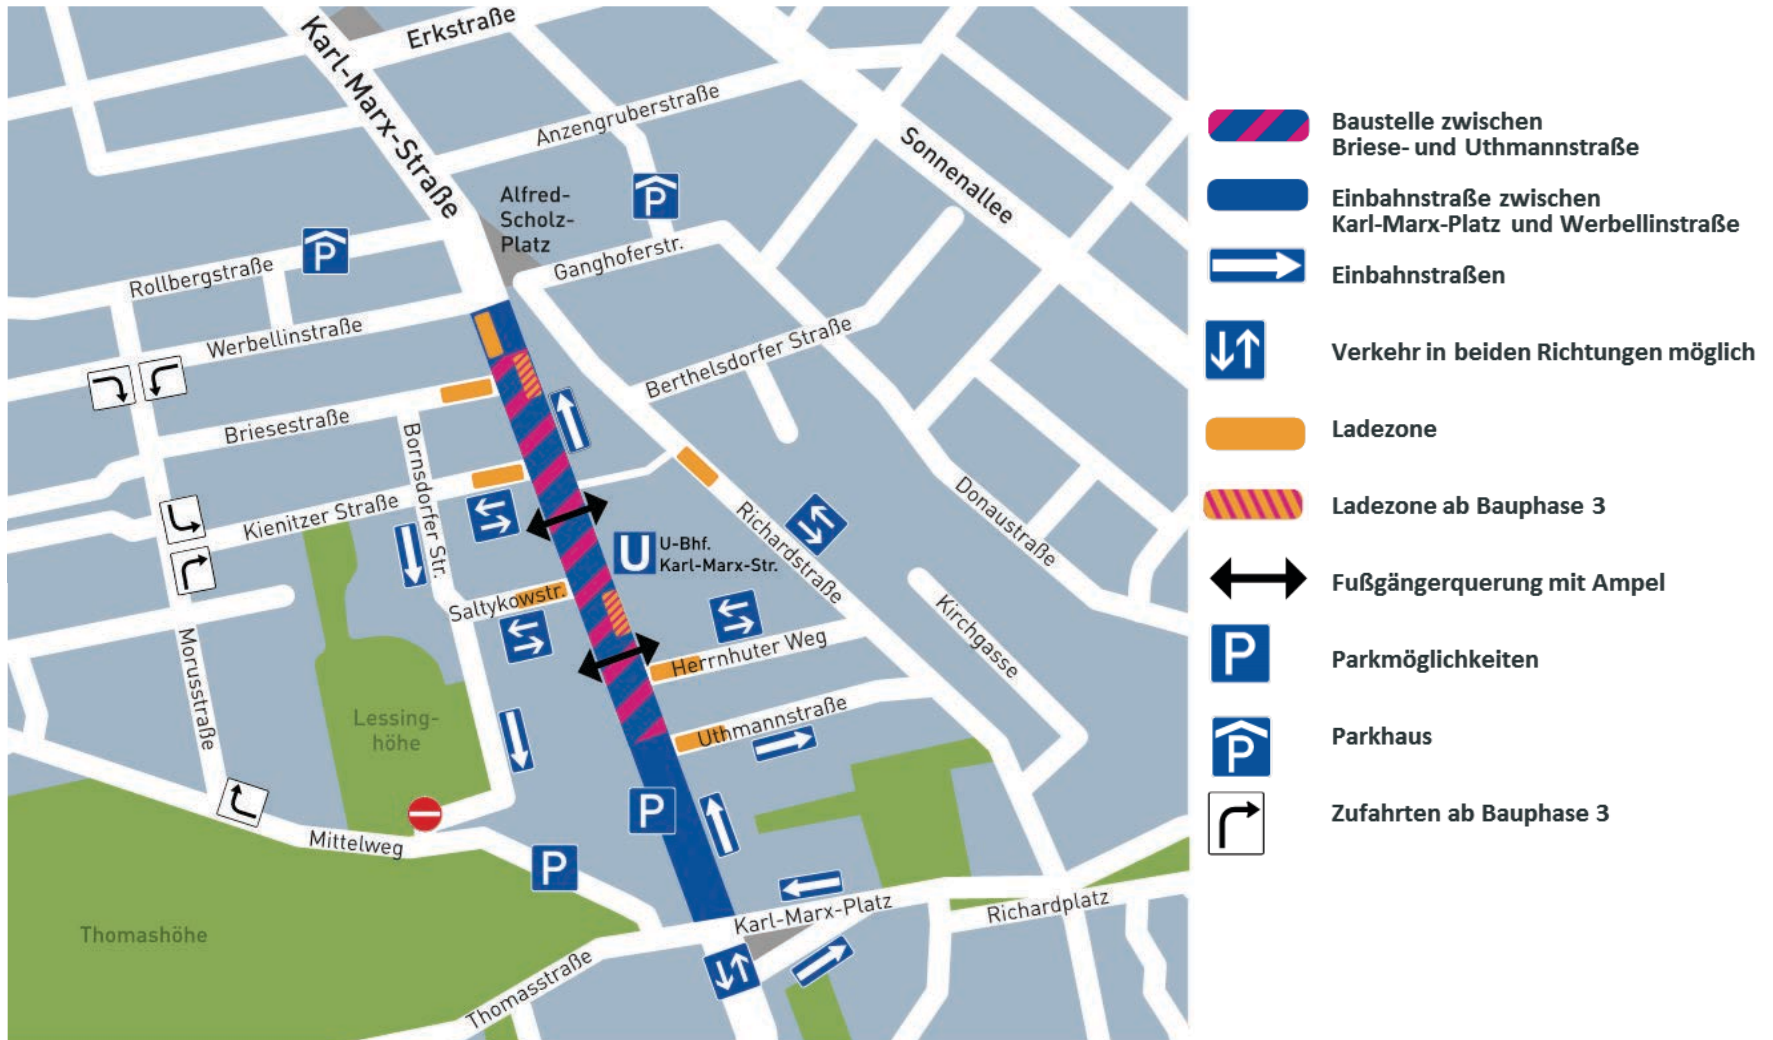 Karl-Marx-Straße
Erkstraße
Anzengruberstraße
Sonnenallee
Alfred-
Scholz-
Platz
P
P
Ganghoferstr.
Rollbergstraße
Werbellinstraße
Berthelsdorfer Straße
Briesestraße
Bornsdorfer Str.
Kienitzer Straße
Richardstraße
Donaustraße
U
U-Bhf.
Karl-Marx-Str.
Saltykowstr.
Kirchgasse
Herrnhuter Weg
Morusstraße
Lessing-
höhe
Uthmannstraße
P
Mittelweg
P
Karl-Marx-Platz
Richardplatz
Thomashöhe
Thomasstraße
Baustelle zwischen
Briese- und Uthmannstraße
Einbahnstraße zwischen
Karl-Marx-Platz und Werbellinstraße
Einbahnstraßen
Verkehr in beiden Richtungen möglich
Ladezone
Ladezone ab Bauphase 3
Fußgängerquerung mit Ampel
P
Parkmöglichkeiten
P
Parkhaus
Zufahrten ab Bauphase 3